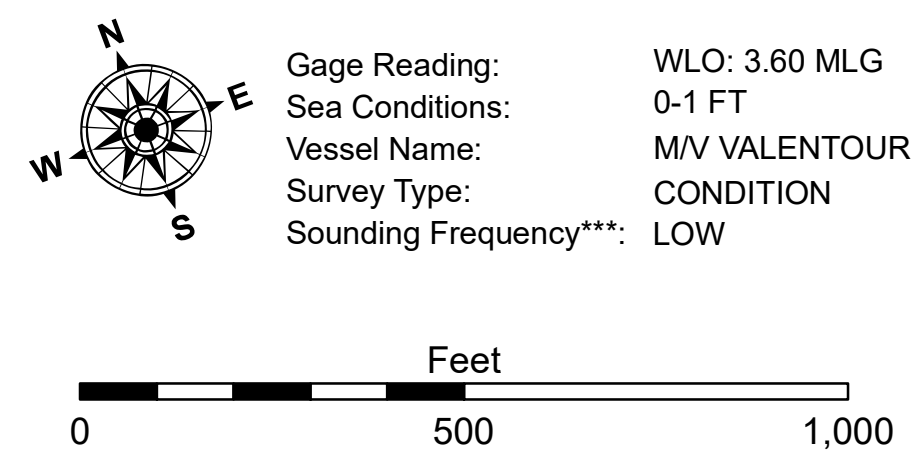 N
E
W
S
Gage Reading: WLO: 3.60 MLG
Sea Conditions: 0-1 FT
Vessel Name: M/V VALENTOUR
Survey Type: CONDITION
Sounding Frequency***: LOW
Feet
0 500 1,000